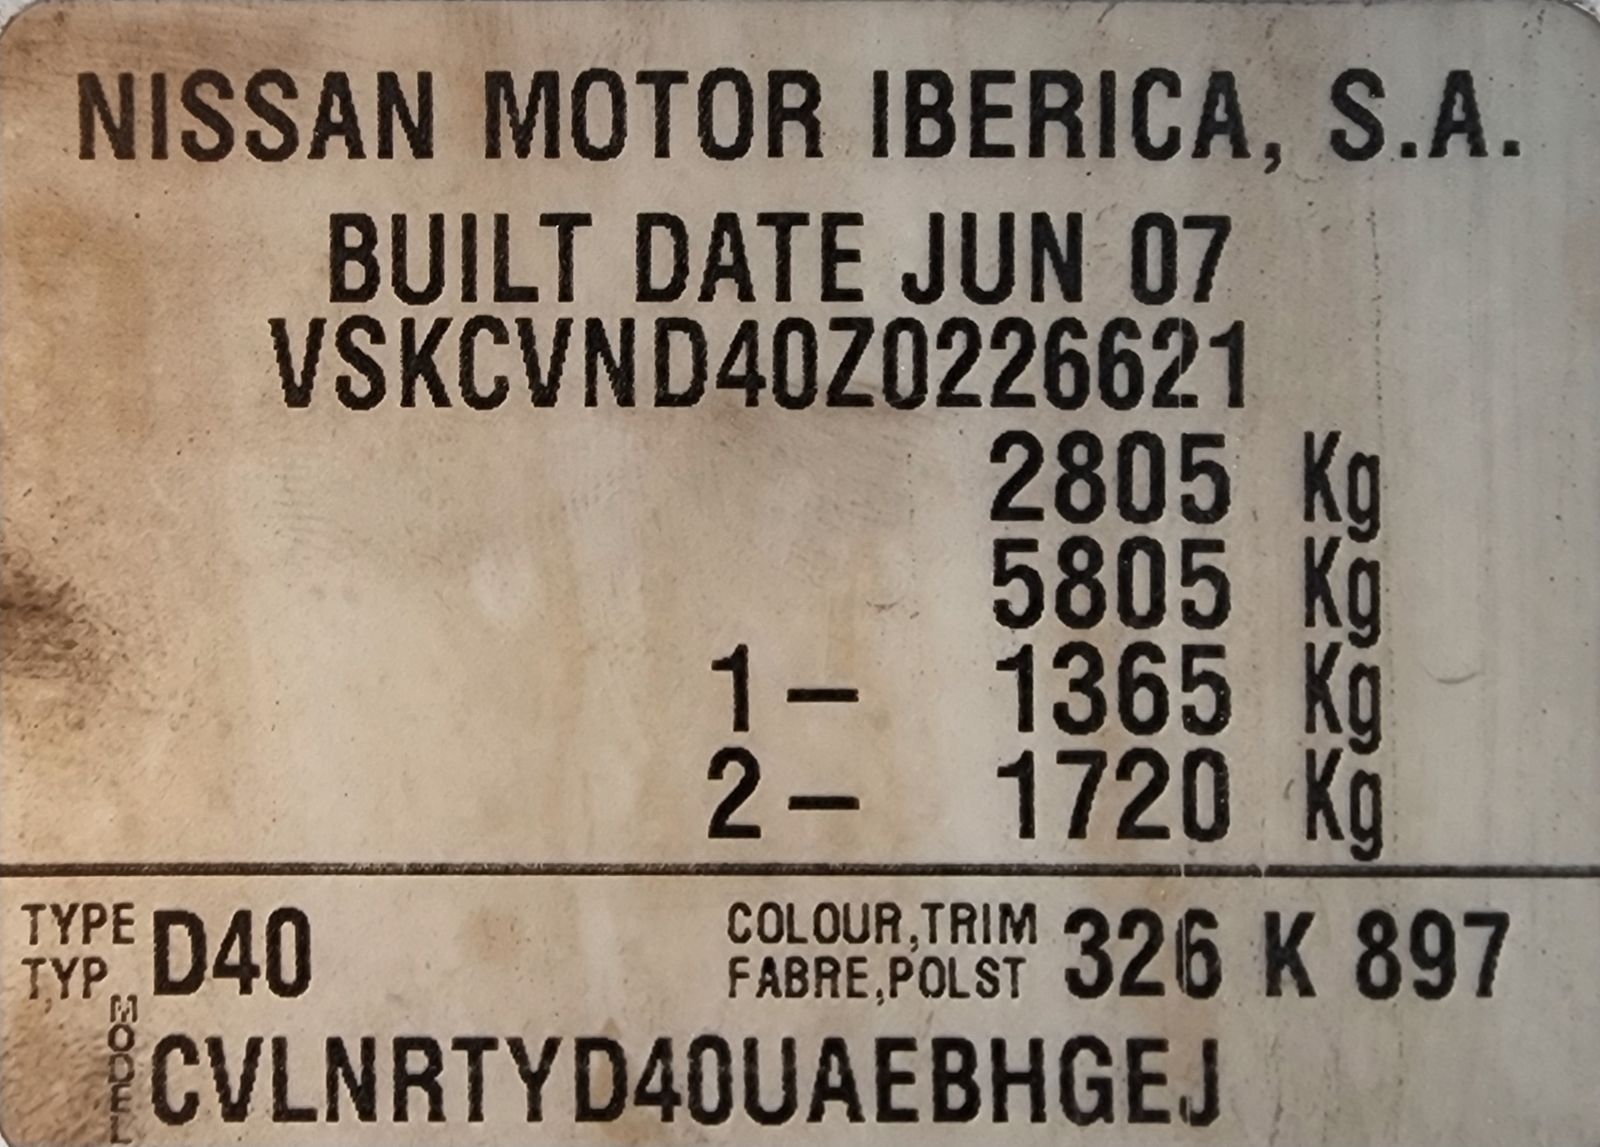 NISSAN MOTOR IBERICA, S.A.
BUILT DATE JUN 07
VSKCVND40Z0226621
2805 Kg
5805 Kg
1 – 1365 Kg
2 – 1720 Kg
TYPE
TYP
D40
COLOUR,TRIM
FABRE,POLST
326 K 897
MODEL
CVLNRTYD40UAEBHGEJ